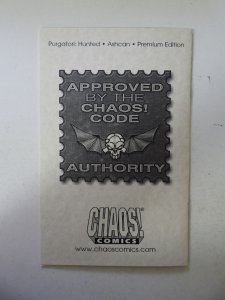 Purgatori: Hunted • Ashcan • Premium Edition
APPROVED
BY THE
CHAOS!
CODE
AUTHORITY
CHAOS!
COMICS
www.chaoscomics.com